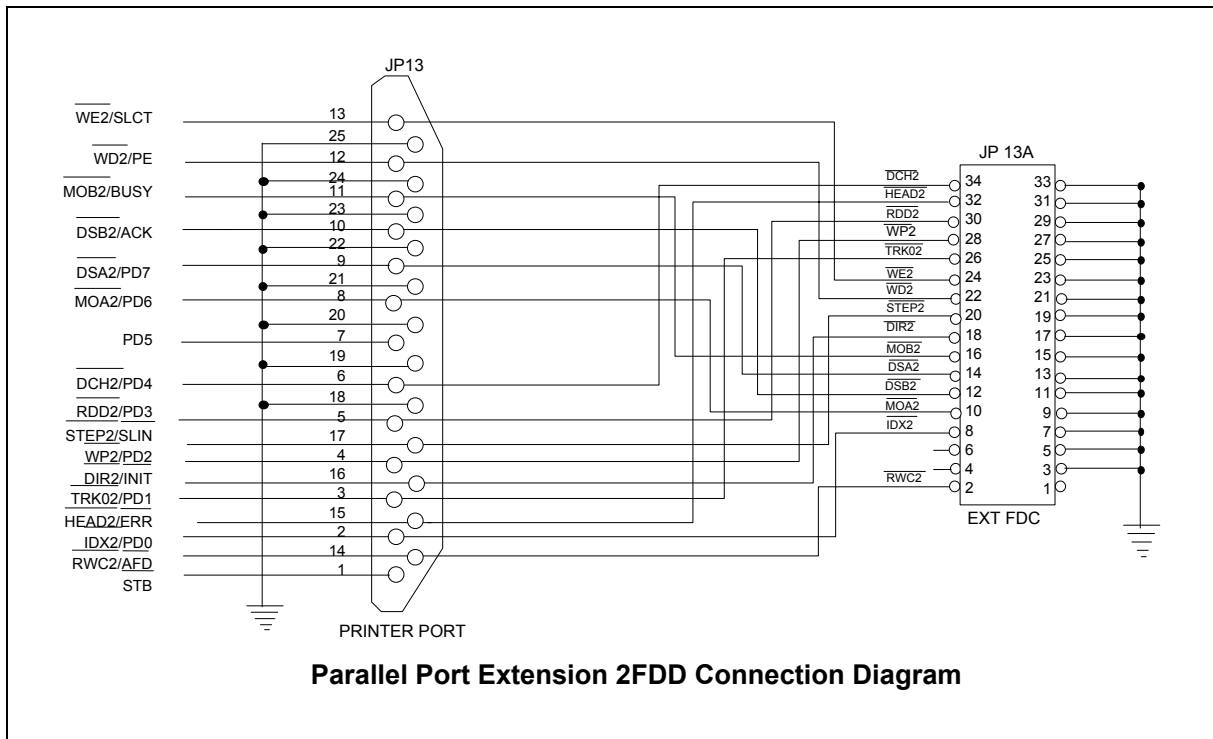 JP13
WE2/SLCT
WD2/PE
MOB2/BUSY
DSB2/ACK
DSA2/PD7
MOA2/PD6
PD5
DCH2/PD4
RDD2/PD3
STEP2/SLIN
WP2/PD2
DIR2/INIT
TRK02/PD1
HEAD2/ERR
IDX2/PD0
RWC2/AFD
STB
13
25
12
24
11
23
10
22
9
21
8
20
7
19
6
18
5
17
4
16
3
15
2
14
1
PRINTER PORT
JP 13A
DCH2 34 33
HEAD2 32 31
RDD2 30 29
WP2 28 27
TRK02 26 25
WE2 24 23
WD2 22 21
STEP2 20 19
DIR2 18 17
MOB2 16 15
DSA2 14 13
DSB2 12 11
MOA2 10 9
IDX2 8 7
6 5
4 3
RWC2 2 1
EXT FDC
Parallel Port Extension 2FDD Connection Diagram